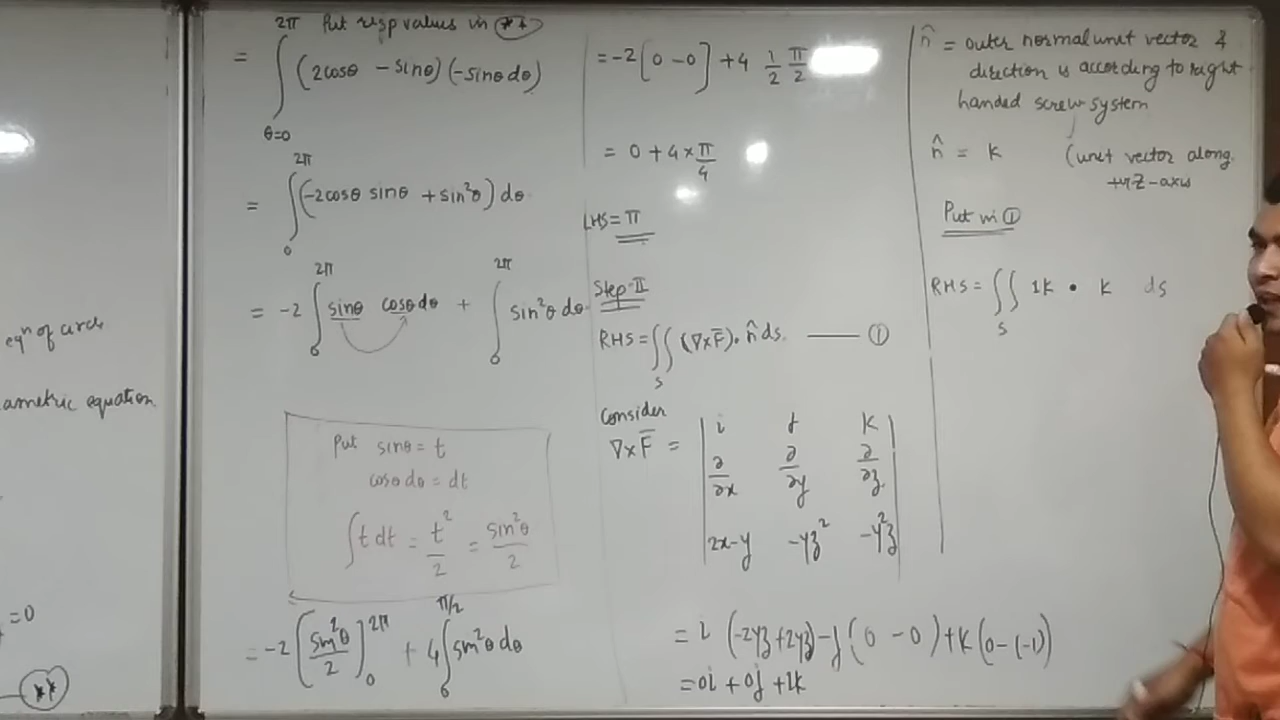 eqⁿ of circle
ametric equation
=0
**
2π Put resp values in **
= ∫ (2cosθ - sinθ)(-sinθ dθ)
θ=0
2π
= ∫ (-2cosθ sinθ + sin²θ) dθ
0
2π 2π
= -2 ∫ sinθ cosθ dθ + ∫ sin²θ dθ
0 0
Put sinθ = t
cosθ dθ = dt
∫ t dt = t²/2 = sin²θ/2
π/2
= -2 [sin²θ/2]₀^2π + 4 ∫ sin²θ dθ
0
= -2[0 - 0] + 4 1/2 π/2
= 0 + 4 × π/4
LHS = π
Step-II
RHS = ∬ (∇×F̅). n̂ ds. —— ①
S
Consider
∇×F̅ = | i j k |
∂/∂x ∂/∂y ∂/∂z
2x-y -yz² -y²z
= i (-2yz + 2yz) - j (0 - 0) + k (0 - (-1))
= 0i + 0j + 1k
n̂ = outer normal unit vector &
direction is according to right
handed screw system
n̂ = k (unit vector along
+ve Z-axis
Put in ①
RHS = ∬ 1k • k ds
S